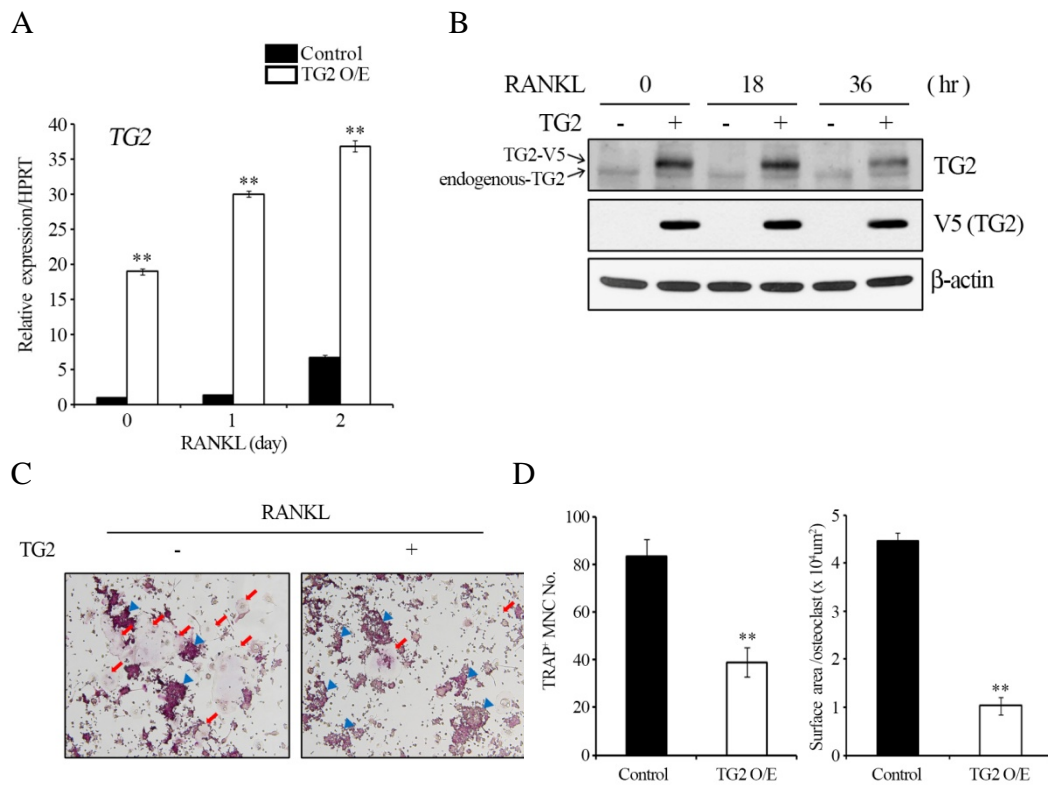 A
Control
TG2 O/E
TG2
Relative expression/HPRT
40
35
30
25
20
15
10
5
0
**
**
**
0 1 2
RANKL (day)
B
RANKL 0 18 36 (hr)
TG2 - + - + - +
TG2-V5
endogenous-TG2
TG2
V5 (TG2)
β-actin
C
RANKL
TG2 - +
D
TRAP⁺ MNC No.
100
80
60
40
20
0
**
Control TG2 O/E
Surface area/osteoclast (x 10⁴um²)
5
4
3
2
1
0
**
Control TG2 O/E